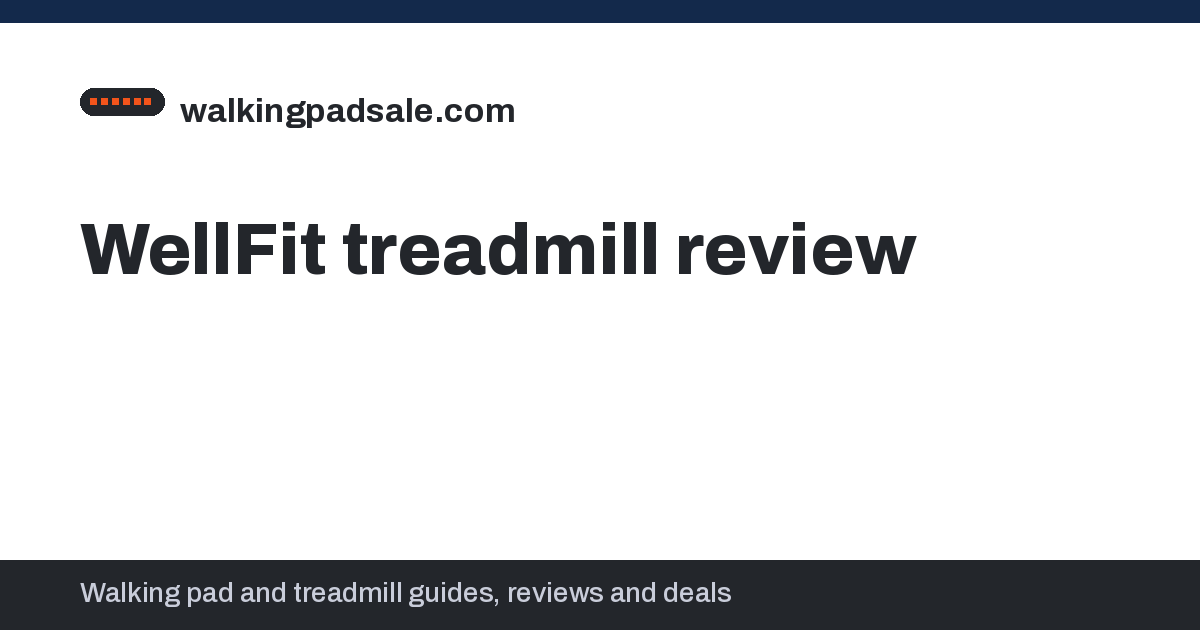 walkingpadsale.com
WellFit treadmill review
Walking pad and treadmill guides, reviews and deals